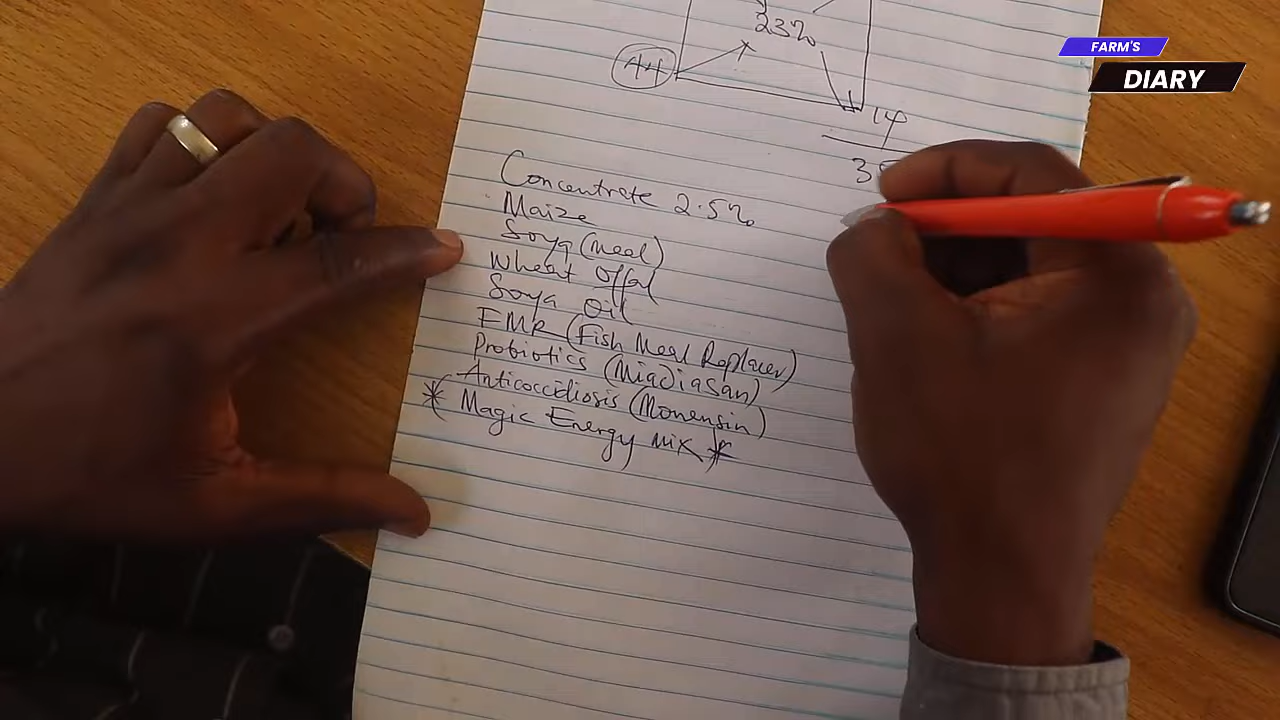 FARM'S
DIARY
23%
44
14
Concentrate 2.5%
Maize
Soya (Meal)
Wheat Offal
Soya Oil
FMR (Fish Meal Replacer)
Probiotics (Miadiasan)
Anticoccidiosis (Monensin)
* Magic Energy mix *